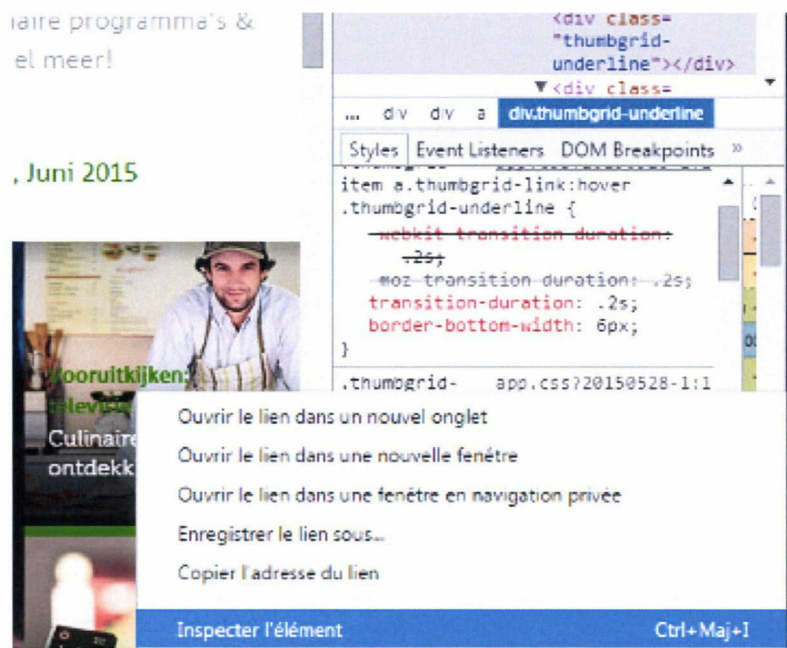 naire programma's &
el meer!
, Juni 2015
Vooruitkijken:
televisie
Culinaire
ontdekk
<div class=
"thumbgrid-
underline"></div>
▼<div class=
... div div a div.thumbgrid-underline
Styles Event Listeners DOM Breakpoints »
item a.thumbgrid-link:hover
.thumbgrid-underline {
-webkit-transition-duration:
.2s;
-moz-transition-duration: .2s;
transition-duration: .2s;
border-bottom-width: 6px;
}
.thumbgrid- app.css?20150528-1:1
Ouvrir le lien dans un nouvel onglet
Ouvrir le lien dans une nouvelle fenêtre
Ouvrir le lien dans une fenêtre en navigation privée
Enregistrer le lien sous...
Copier l'adresse du lien
Inspecter l'élément Ctrl+Maj+I